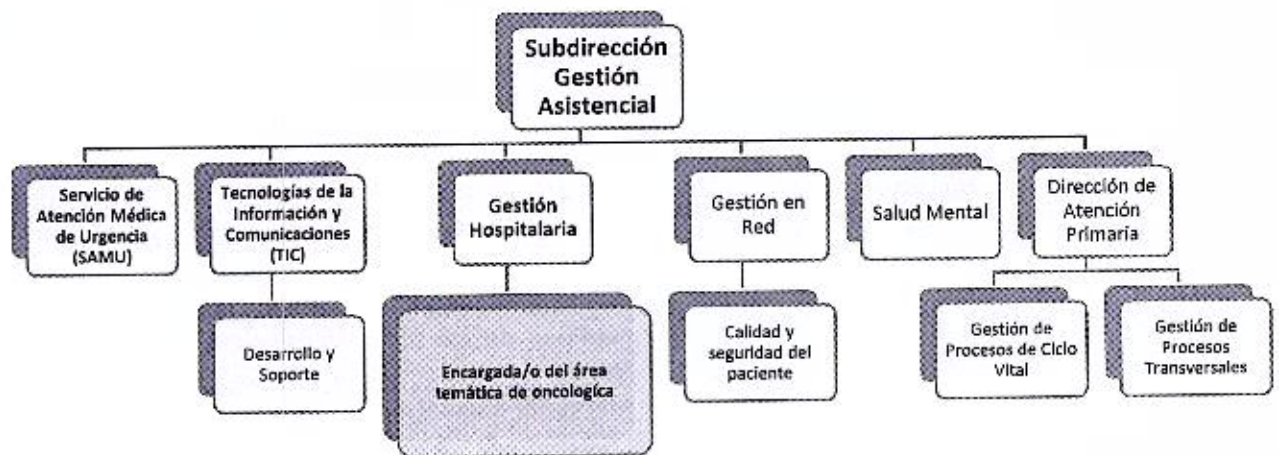 Subdirección
Gestión
Asistencial
Servicio de
Atención Médica
de Urgencia
(SAMU)
Tecnologías de la
Información y
Comunicaciones
(TIC)
Gestión
Hospitalaria
Gestión en
Red
Salud Mental
Dirección de
Atención
Primaria
Desarrollo y
Soporte
Encargada/o del área
temática de oncologíca
Calidad y
seguridad del
paciente
Gestión de
Procesos de Ciclo
Vital
Gestión de
Procesos
Transversales